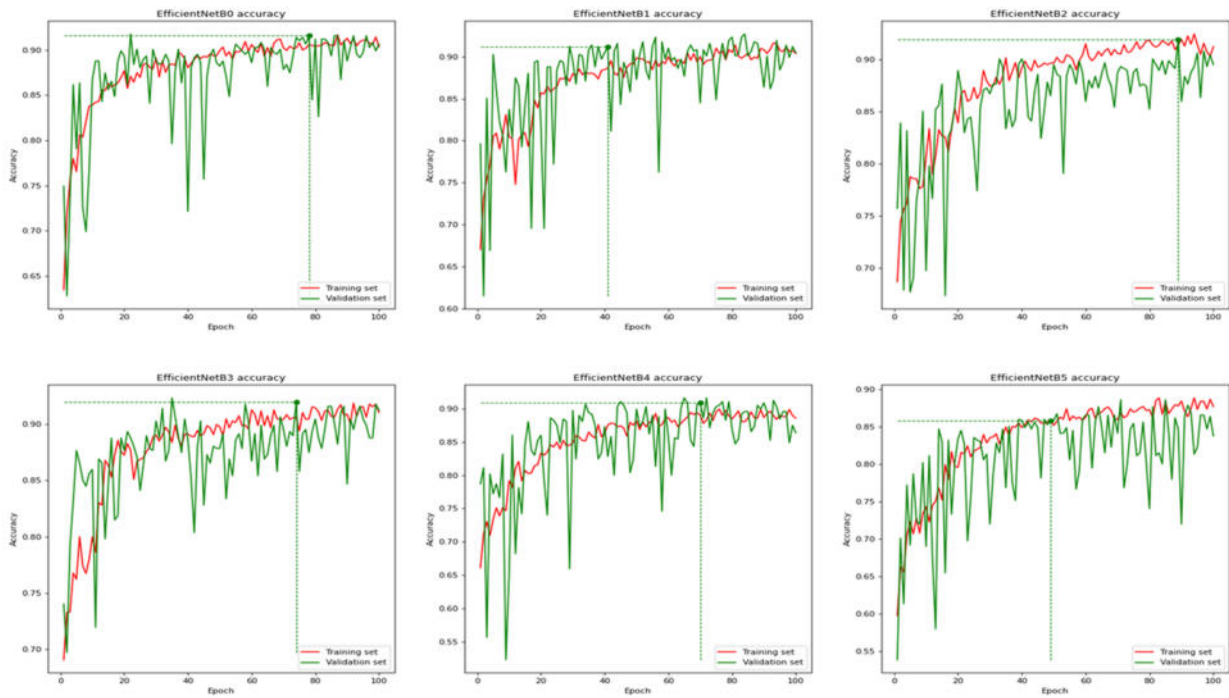 EfficientNetB0 accuracy
0.90
0.85
0.80
0.75
0.70
0.65
Accuracy
0
20
40
60
80
100
Epoch
Training set
Validation set
EfficientNetB1 accuracy
0.90
0.85
0.80
0.75
0.70
0.65
0.60
Accuracy
0
20
40
60
80
100
Epoch
Training set
Validation set
EfficientNetB2 accuracy
0.90
0.85
0.80
0.75
0.70
Accuracy
0
20
40
60
80
100
Epoch
Training set
Validation set
EfficientNetB3 accuracy
0.90
0.85
0.80
0.75
0.70
Accuracy
0
20
40
60
80
100
Epoch
Training set
Validation set
EfficientNetB4 accuracy
0.90
0.85
0.80
0.75
0.70
0.65
0.60
0.55
Accuracy
0
20
40
60
80
100
Epoch
Training set
Validation set
EfficientNetB5 accuracy
0.90
0.85
0.80
0.75
0.70
0.65
0.60
0.55
Accuracy
0
20
40
60
80
100
Epoch
Training set
Validation set